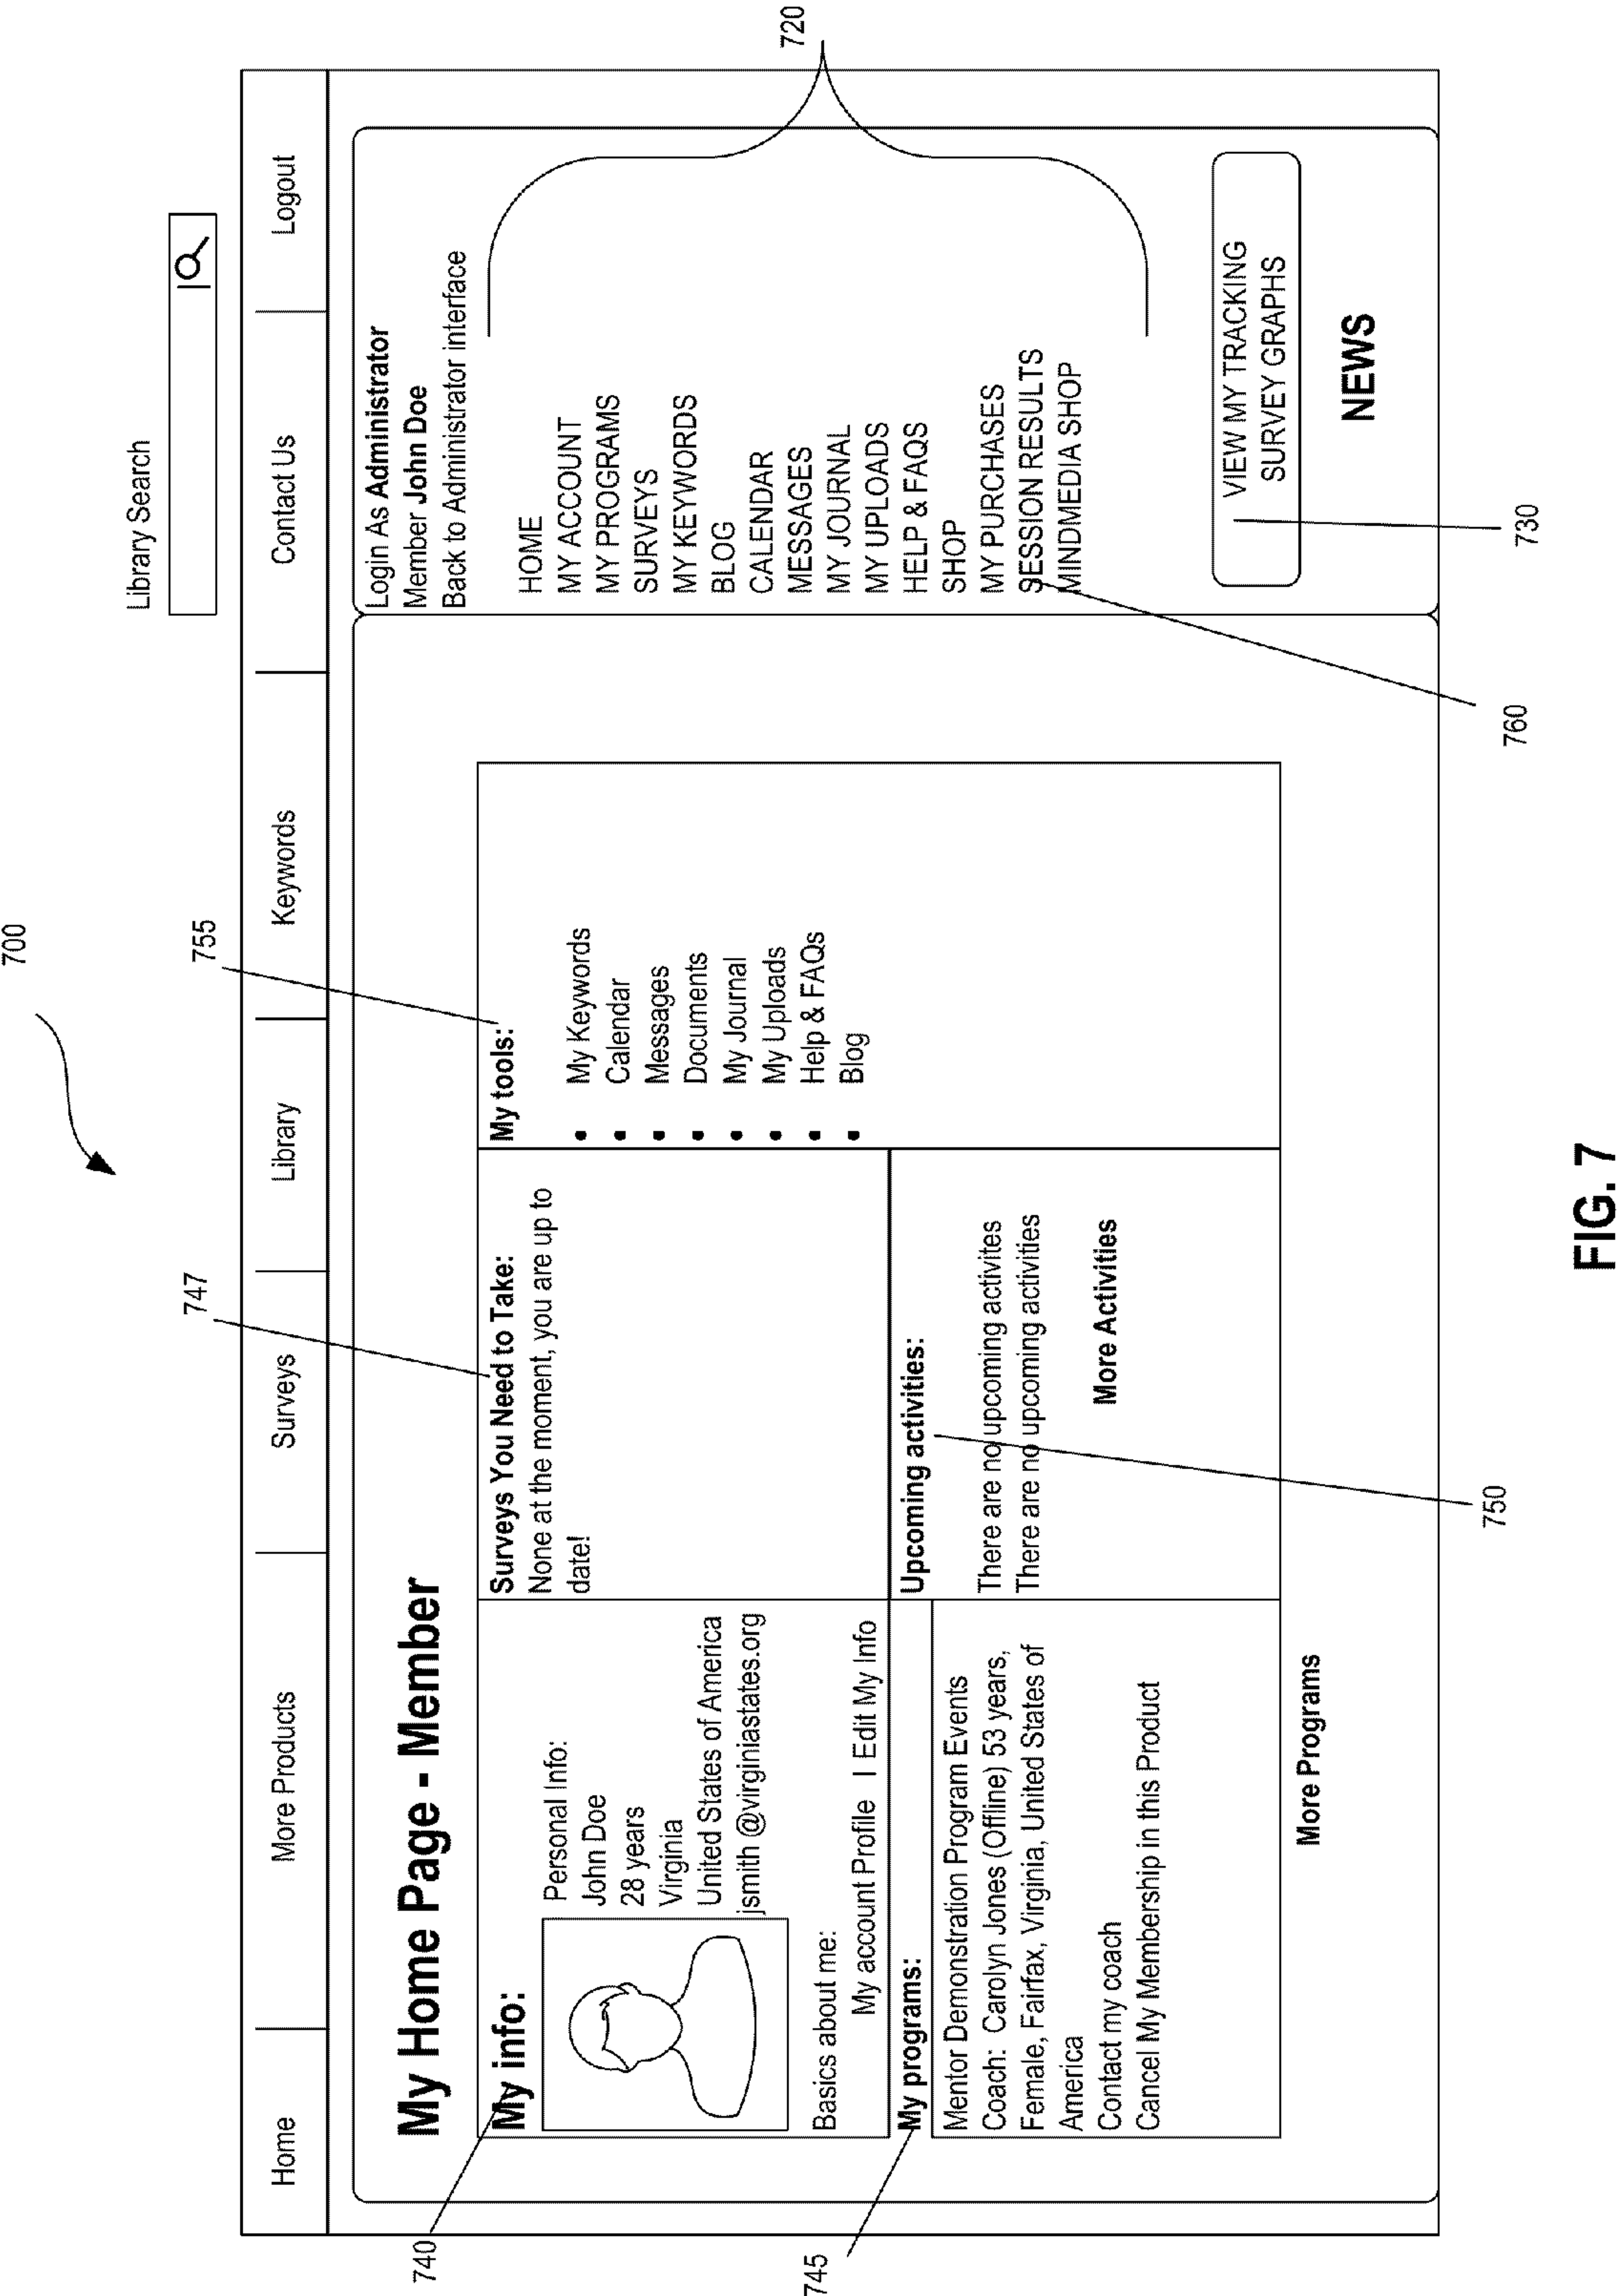 700
Library Search
Home
More Products
Surveys
Library
Keywords
Contact Us
Logout
747
755
My Home Page - Member
740
My info:
Personal Info:
John Doe
28 years
Virginia
United States of America
jsmith @virginiastates.org
Basics about me:
My account Profile | Edit My Info
745
My programs:
Mentor Demonstration Program Events
Coach: Carolyn Jones (Offline) 53 years,
Female, Fairfax, Virginia, United States of
America
Contact my coach
Cancel My Membership in this Product
More Programs
Surveys You Need to Take:
None at the moment, you are up to
date!
Upcoming activities:
There are no upcoming activites
There are no upcoming activities
More Activities
750
My tools:
• My Keywords
• Calendar
• Messages
• Documents
• My Journal
• My Uploads
• Help & FAQs
• Blog
Login As Administrator
Member John Doe
Back to Administrator interface
HOME
MY ACCOUNT
MY PROGRAMS
SURVEYS
MY KEYWORDS
BLOG
CALENDAR
MESSAGES
MY JOURNAL
MY UPLOADS
HELP & FAQS
SHOP
MY PURCHASES
SESSION RESULTS
MINDMEDIA SHOP
720
760
VIEW MY TRACKING
SURVEY GRAPHS
730
NEWS
FIG. 7